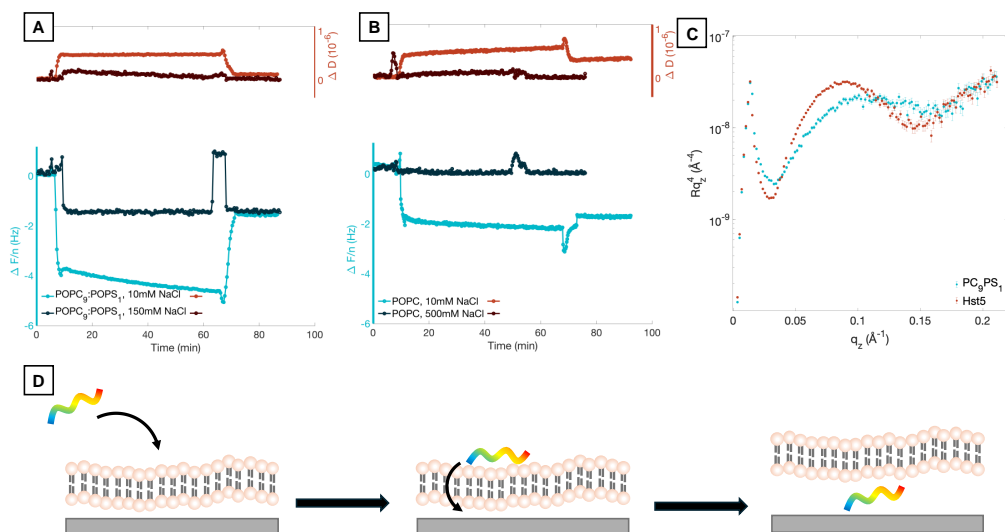 A
1
0
Δ D (10⁻⁶)
0
-2
-4
-6
Δ F/n (Hz)
POPC₉:POPS₁, 10mM NaCl
POPC₉:POPS₁, 150mM NaCl
0
20
40
60
80
100
Time (min)
B
1
0
Δ D (10⁻⁶)
0
-2
-4
-6
Δ F/n (Hz)
POPC, 10mM NaCl
POPC, 500mM NaCl
0
20
40
60
80
100
Time (min)
C
10⁻⁷
10⁻⁸
10⁻⁹
Rq_z⁴ (Å⁻⁴)
PC₉PS₁
Hst5
0
0.05
0.1
0.15
0.2
q_z (Å⁻¹)
D